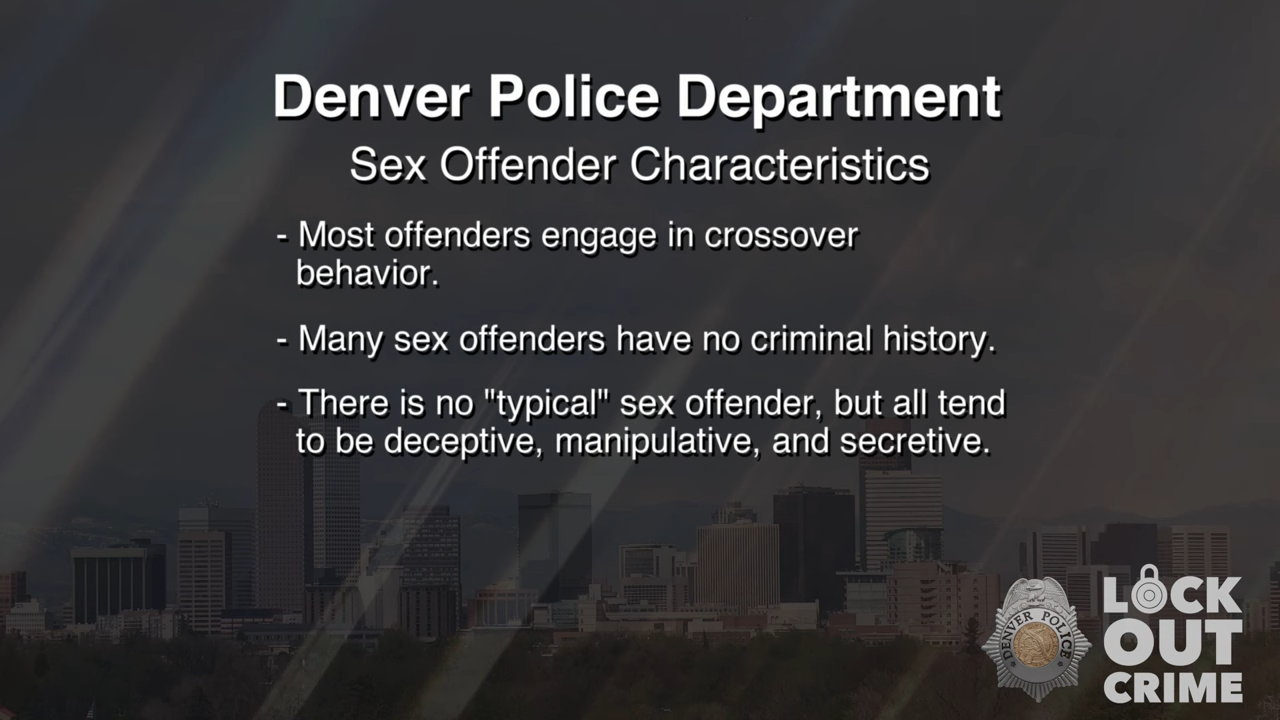 Denver Police Department
Sex Offender Characteristics
- Most offenders engage in crossover
behavior.
- Many sex offenders have no criminal history.
- There is no "typical" sex offender, but all tend
to be deceptive, manipulative, and secretive.
DENVER POLICE
LOCK
OUT
CRIME